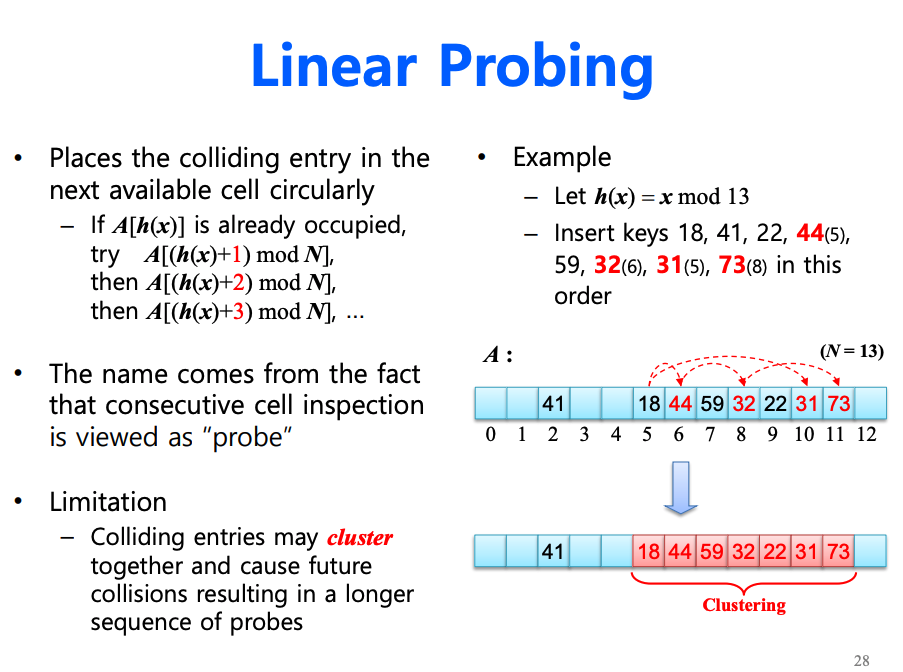 Linear Probing
• Places the colliding entry in the
next available cell circularly
– If A[h(x)] is already occupied,
try A[(h(x)+1) mod N],
then A[(h(x)+2) mod N],
then A[(h(x)+3) mod N], …
• The name comes from the fact
that consecutive cell inspection
is viewed as “probe”
• Limitation
– Colliding entries may cluster
together and cause future
collisions resulting in a longer
sequence of probes
• Example
– Let h(x) = x mod 13
– Insert keys 18, 41, 22, 44(5),
59, 32(6), 31(5), 73(8) in this
order
A :
(N = 13)
41 18 44 59 32 22 31 73
0 1 2 3 4 5 6 7 8 9 10 11 12
41 18 44 59 32 22 31 73
Clustering
28